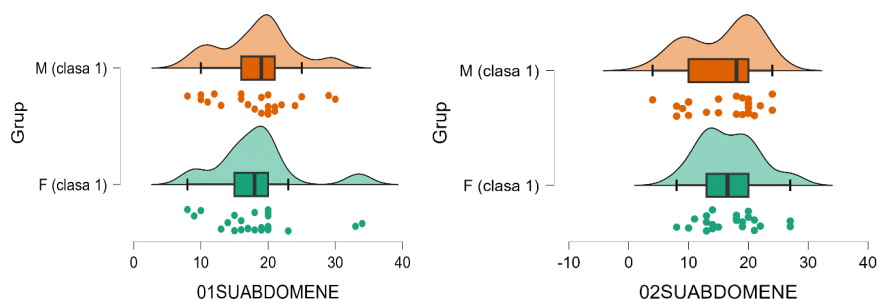 Grup
M (clasa 1)
F (clasa 1)
0 10 20 30 40
01SUABDOMENE
Grup
M (clasa 1)
F (clasa 1)
-10 0 10 20 30 40
02SUABDOMENE